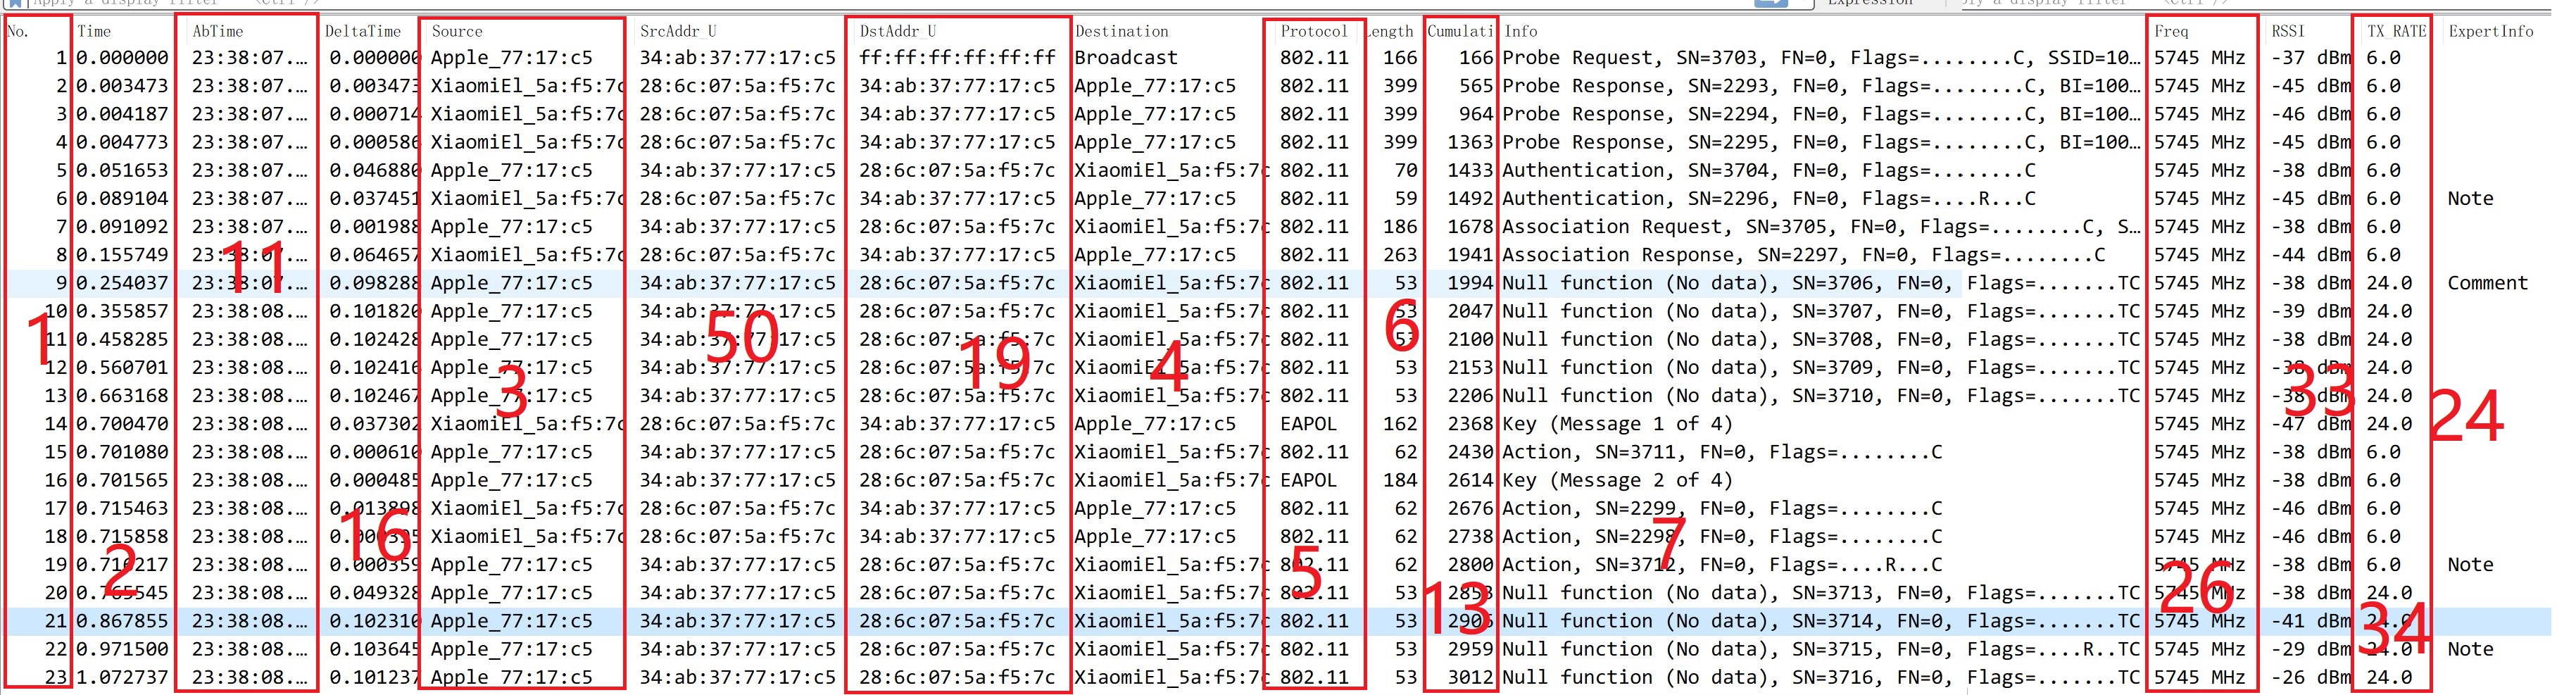 Apply a display filter … <Ctrl-/> Expression ply a display filter <Ctrl-/>
No. Time AbTime DeltaTime Source SrcAddr_U DstAddr_U Destination Protocol Length Cumulati Info Freq RSSI TX_RATE ExpertInfo
1 0.000000 23:38:07.… 0.000000 Apple_77:17:c5 34:ab:37:77:17:c5 ff:ff:ff:ff:ff:ff Broadcast 802.11 166 166 Probe Request, SN=3703, FN=0, Flags=........C, SSID=10… 5745 MHz -37 dBm 6.0
2 0.003473 23:38:07.… 0.003473 XiaomiEl_5a:f5:7c 28:6c:07:5a:f5:7c 34:ab:37:77:17:c5 Apple_77:17:c5 802.11 399 565 Probe Response, SN=2293, FN=0, Flags=........C, BI=100… 5745 MHz -45 dBm 6.0
3 0.004187 23:38:07.… 0.000714 XiaomiEl_5a:f5:7c 28:6c:07:5a:f5:7c 34:ab:37:77:17:c5 Apple_77:17:c5 802.11 399 964 Probe Response, SN=2294, FN=0, Flags=........C, BI=100… 5745 MHz -46 dBm 6.0
4 0.004773 23:38:07.… 0.000586 XiaomiEl_5a:f5:7c 28:6c:07:5a:f5:7c 34:ab:37:77:17:c5 Apple_77:17:c5 802.11 399 1363 Probe Response, SN=2295, FN=0, Flags=........C, BI=100… 5745 MHz -45 dBm 6.0
5 0.051653 23:38:07.… 0.046880 Apple_77:17:c5 34:ab:37:77:17:c5 28:6c:07:5a:f5:7c XiaomiEl_5a:f5:7c 802.11 70 1433 Authentication, SN=3704, FN=0, Flags=........C 5745 MHz -38 dBm 6.0
6 0.089104 23:38:07.… 0.037451 XiaomiEl_5a:f5:7c 28:6c:07:5a:f5:7c 34:ab:37:77:17:c5 Apple_77:17:c5 802.11 59 1492 Authentication, SN=2296, FN=0, Flags=....R...C 5745 MHz -45 dBm 6.0 Note
7 0.091092 23:38:07.… 0.001988 Apple_77:17:c5 34:ab:37:77:17:c5 28:6c:07:5a:f5:7c XiaomiEl_5a:f5:7c 802.11 186 1678 Association Request, SN=3705, FN=0, Flags=........C, S… 5745 MHz -38 dBm 6.0
8 0.155749 23:38:07.… 0.064657 XiaomiEl_5a:f5:7c 28:6c:07:5a:f5:7c 34:ab:37:77:17:c5 Apple_77:17:c5 802.11 263 1941 Association Response, SN=2297, FN=0, Flags=........C 5745 MHz -44 dBm 6.0
9 0.254037 23:38:07.… 0.098288 Apple_77:17:c5 34:ab:37:77:17:c5 28:6c:07:5a:f5:7c XiaomiEl_5a:f5:7c 802.11 53 1994 Null function (No data), SN=3706, FN=0, Flags=.......TC 5745 MHz -38 dBm 24.0 Comment
10 0.355857 23:38:08.… 0.101820 Apple_77:17:c5 34:ab:37:77:17:c5 28:6c:07:5a:f5:7c XiaomiEl_5a:f5:7c 802.11 53 2047 Null function (No data), SN=3707, FN=0, Flags=.......TC 5745 MHz -39 dBm 24.0
11 0.458285 23:38:08.… 0.102428 Apple_77:17:c5 34:ab:37:77:17:c5 28:6c:07:5a:f5:7c XiaomiEl_5a:f5:7c 802.11 53 2100 Null function (No data), SN=3708, FN=0, Flags=.......TC 5745 MHz -38 dBm 24.0
12 0.560701 23:38:08.… 0.102416 Apple_77:17:c5 34:ab:37:77:17:c5 28:6c:07:5a:f5:7c XiaomiEl_5a:f5:7c 802.11 53 2153 Null function (No data), SN=3709, FN=0, Flags=.......TC 5745 MHz -38 dBm 24.0
13 0.663168 23:38:08.… 0.102467 Apple_77:17:c5 34:ab:37:77:17:c5 28:6c:07:5a:f5:7c XiaomiEl_5a:f5:7c 802.11 53 2206 Null function (No data), SN=3710, FN=0, Flags=.......TC 5745 MHz -38 dBm 24.0
14 0.700470 23:38:08.… 0.037302 XiaomiEl_5a:f5:7c 28:6c:07:5a:f5:7c 34:ab:37:77:17:c5 Apple_77:17:c5 EAPOL 162 2368 Key (Message 1 of 4) 5745 MHz -47 dBm 24.0
15 0.701080 23:38:08.… 0.000610 Apple_77:17:c5 34:ab:37:77:17:c5 28:6c:07:5a:f5:7c XiaomiEl_5a:f5:7c 802.11 62 2430 Action, SN=3711, FN=0, Flags=........C 5745 MHz -38 dBm 6.0
16 0.701565 23:38:08.… 0.000485 Apple_77:17:c5 34:ab:37:77:17:c5 28:6c:07:5a:f5:7c XiaomiEl_5a:f5:7c EAPOL 184 2614 Key (Message 2 of 4) 5745 MHz -38 dBm 6.0
17 0.715463 23:38:08.… 0.013898 XiaomiEl_5a:f5:7c 28:6c:07:5a:f5:7c 34:ab:37:77:17:c5 Apple_77:17:c5 802.11 62 2676 Action, SN=2299, FN=0, Flags=........C 5745 MHz -46 dBm 6.0
18 0.715858 23:38:08.… 0.000395 XiaomiEl_5a:f5:7c 28:6c:07:5a:f5:7c 34:ab:37:77:17:c5 Apple_77:17:c5 802.11 62 2738 Action, SN=2298, FN=0, Flags=........C 5745 MHz -46 dBm 6.0
19 0.716217 23:38:08.… 0.000359 Apple_77:17:c5 34:ab:37:77:17:c5 28:6c:07:5a:f5:7c XiaomiEl_5a:f5:7c 802.11 62 2800 Action, SN=3712, FN=0, Flags=....R...C 5745 MHz -38 dBm 6.0 Note
20 0.765545 23:38:08.… 0.049328 Apple_77:17:c5 34:ab:37:77:17:c5 28:6c:07:5a:f5:7c XiaomiEl_5a:f5:7c 802.11 53 2853 Null function (No data), SN=3713, FN=0, Flags=.......TC 5745 MHz -38 dBm 24.0
21 0.867855 23:38:08.… 0.102310 Apple_77:17:c5 34:ab:37:77:17:c5 28:6c:07:5a:f5:7c XiaomiEl_5a:f5:7c 802.11 53 2906 Null function (No data), SN=3714, FN=0, Flags=.......TC 5745 MHz -41 dBm 24.0
22 0.971500 23:38:08.… 0.103645 Apple_77:17:c5 34:ab:37:77:17:c5 28:6c:07:5a:f5:7c XiaomiEl_5a:f5:7c 802.11 53 2959 Null function (No data), SN=3715, FN=0, Flags=....R..TC 5745 MHz -29 dBm 24.0 Note
23 1.072737 23:38:08.… 0.101237 Apple_77:17:c5 34:ab:37:77:17:c5 28:6c:07:5a:f5:7c XiaomiEl_5a:f5:7c 802.11 53 3012 Null function (No data), SN=3716, FN=0, Flags=.......TC 5745 MHz -26 dBm 24.0
1 2 11 16 3 50 19 4 5 6 13 7 26 33 34 24